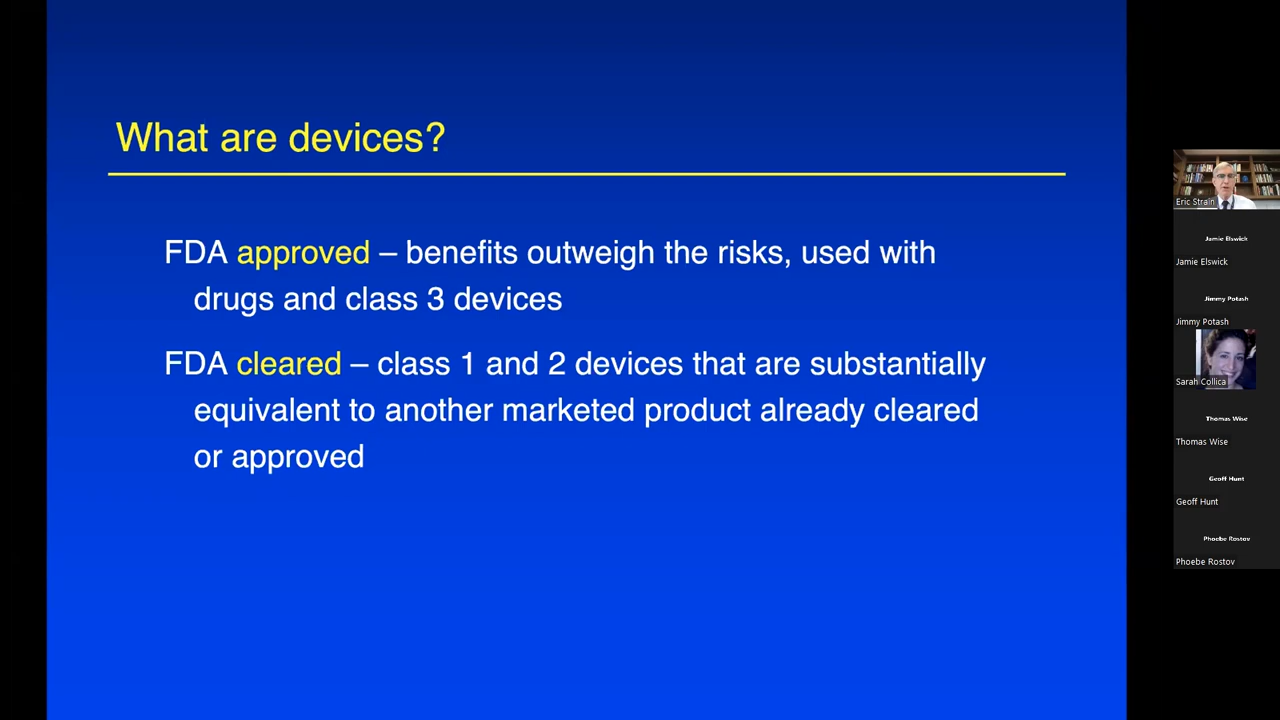 What are devices?
FDA approved – benefits outweigh the risks, used with
drugs and class 3 devices
FDA cleared – class 1 and 2 devices that are substantially
equivalent to another marketed product already cleared
or approved
Eric Strain
Jamie Elswick
Jamie Elswick
Jimmy Potash
Jimmy Potash
Sarah Collica
Thomas Wise
Thomas Wise
Geoff Hunt
Geoff Hunt
Phoebe Rostov
Phoebe Rostov